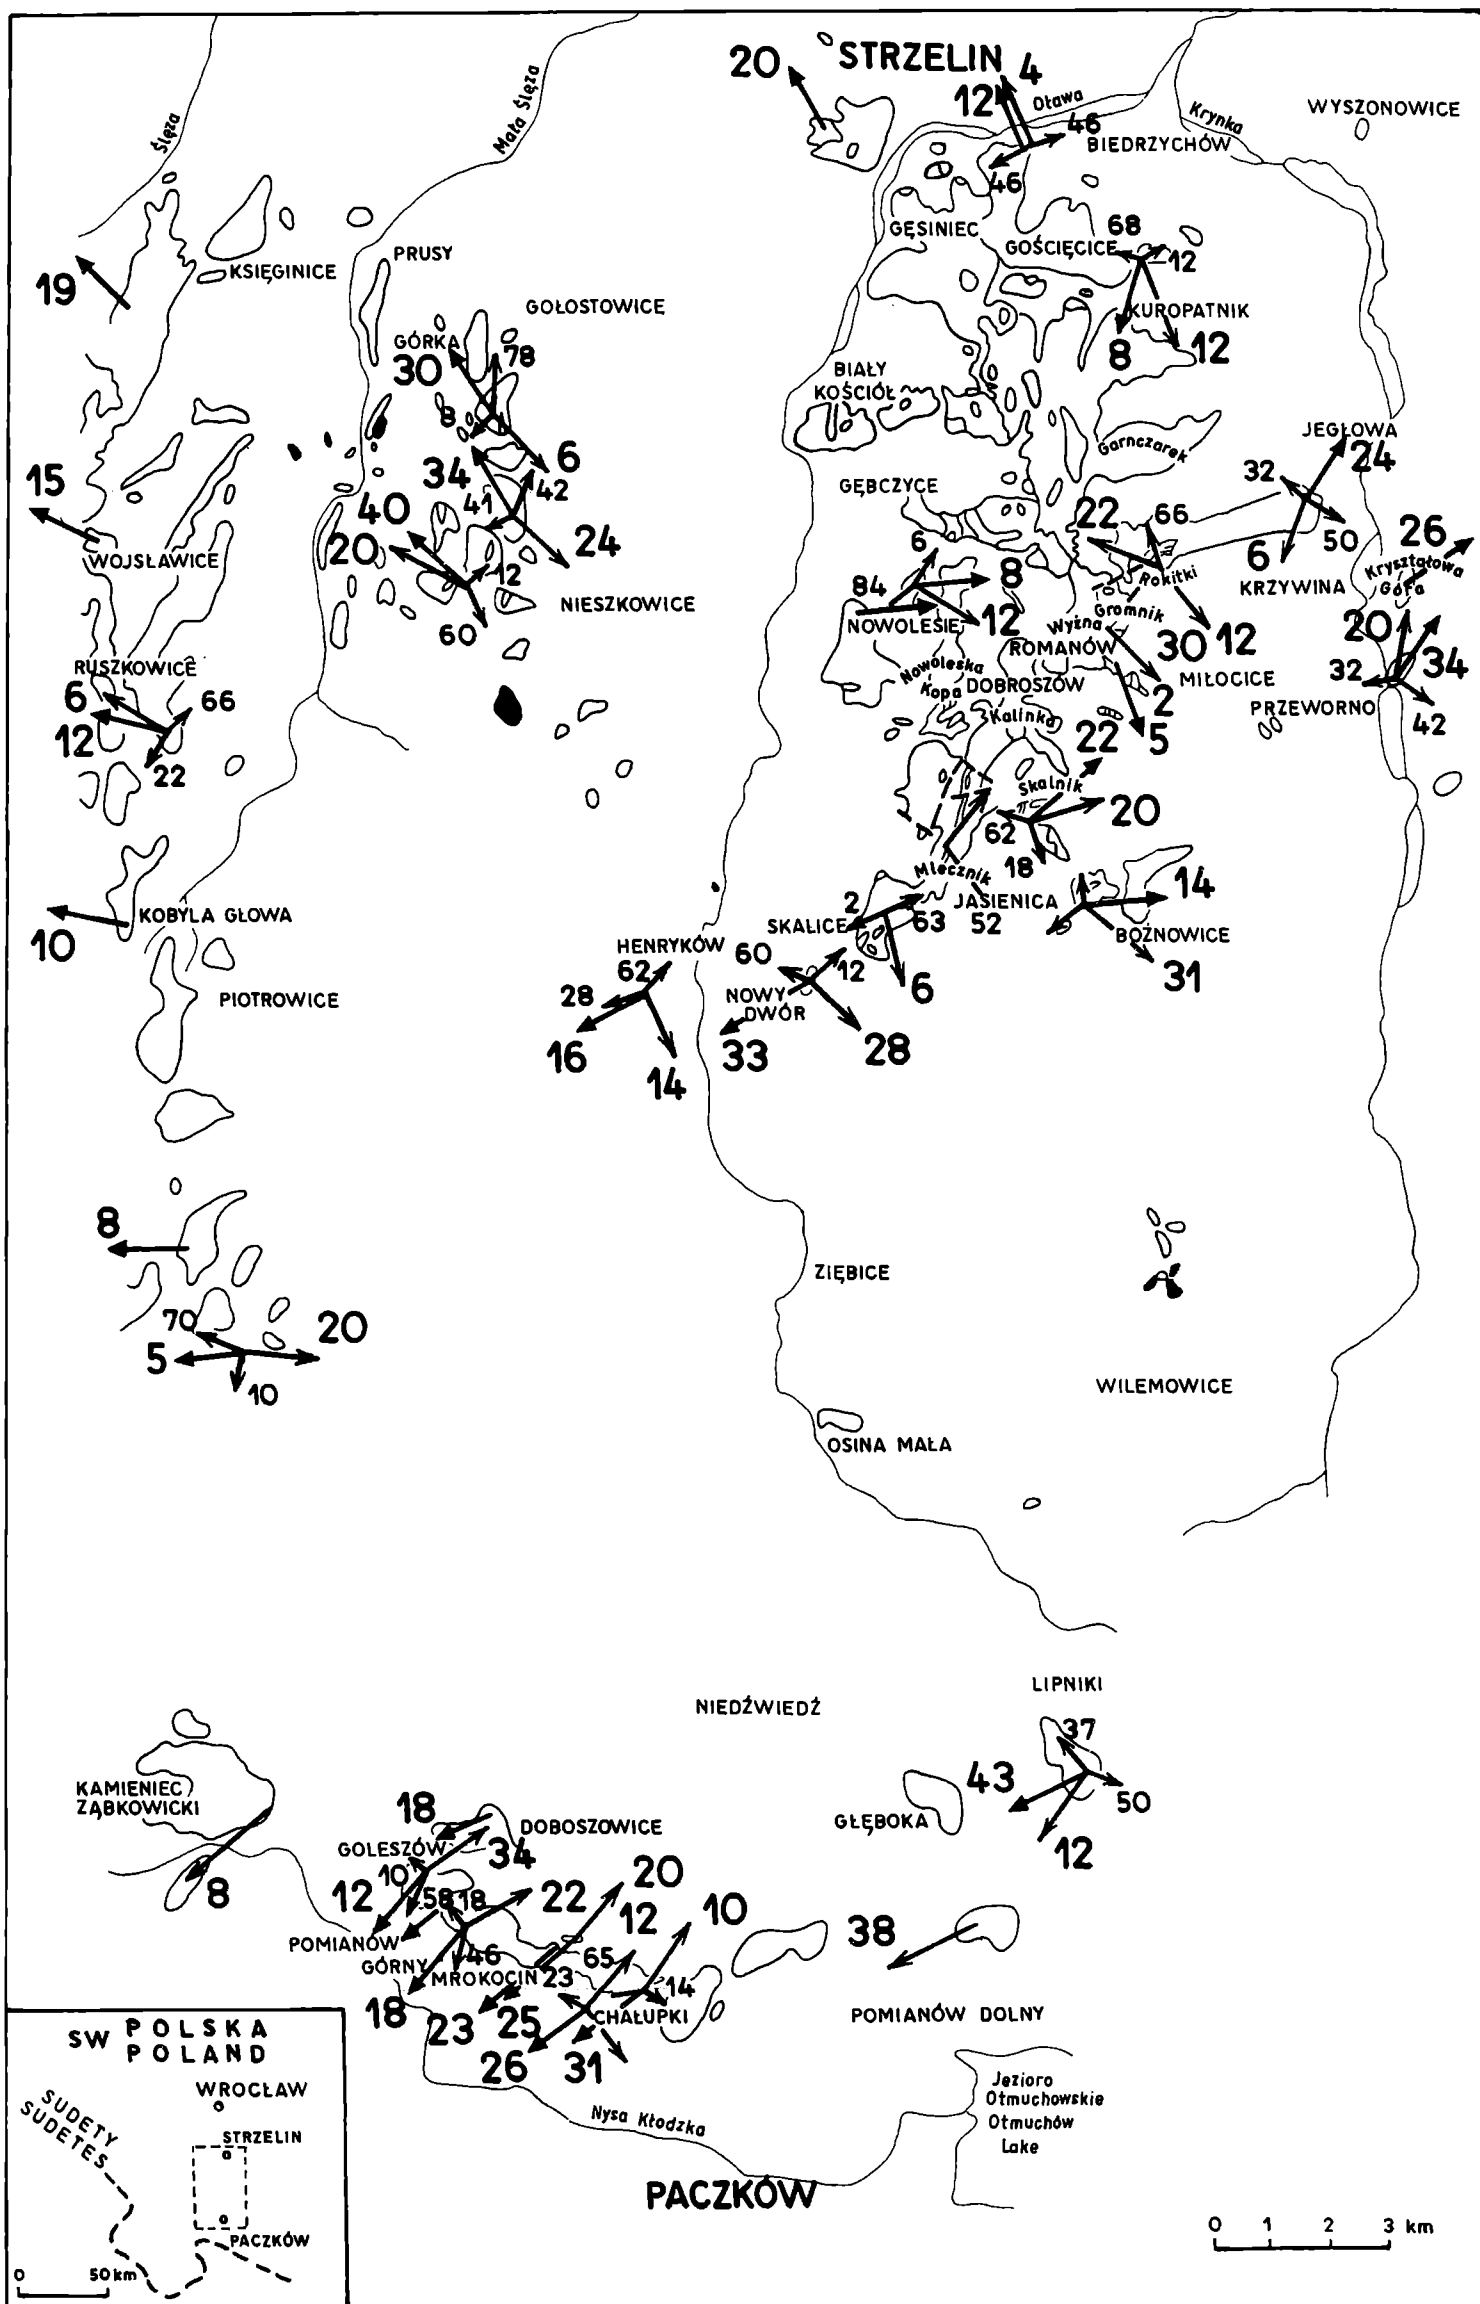 20
STRZELIN
4
12
Oława
Krynka
WYSZONOWICE
46
BIEDRZYCHÓW
46
Ślęza
Mała Ślęza
GĘSINIEC
68
GOŚCIĘCICE
12
KUROPATNIK
8
12
KSIĘGINICE
19
PRUSY
GOŁOSTOWICE
GÓRKA
30
78
8
6
BIAŁY
KOŚCIÓŁ
Garnczarek
JEGŁOWA
24
32
50
6
KRZYWINA
26
Kryształowa
Góra
15
WOJSŁAWICE
34
41
42
40
20
24
12
60
NIESZKOWICE
GĘBCZYCE
22
66
Rokitki
6
84
8
12
NOWOLESIE
Gromnik
Wyżna
ROMANÓW
30
12
MIŁOCICE
2
5
Nowoleska
Kopa
DOBROSZÓW
Kalinka
20
34
32
42
PRZEWORNO
RUSZKOWICE
6
12
66
22
22
Skalnik
20
62
18
Mlecznik
JASIENICA
52
14
BOŻNOWICE
31
KOBYLA GŁOWA
10
PIOTROWICE
2
SKALICE
63
6
HENRYKÓW
62
28
16
14
60
12
NOWY
DWÓR
33
28
8
70
5
20
10
ZIĘBICE
WILEMOWICE
OSINA MAŁA
LIPNIKI
NIEDŹWIEDŹ
37
43
50
12
GŁĘBOKA
KAMIENIEC
ZĄBKOWICKI
8
18
DOBOSZOWICE
GOLESZÓW
34
10
12
58
18
22
20
12
10
POMIANÓW
GÓRNY
46
MROKOCIN
23
65
14
18
23
25
CHAŁUPKI
26
31
38
POMIANÓW DOLNY
Jezioro
Otmuchowskie
Otmuchów
Lake
Nysa Kłodzka
PACZKÓW
SW POLSKA
POLAND
WROCŁAW
SUDETY
SUDETES
STRZELIN
PACZKÓW
0 50 km
0 1 2 3 km